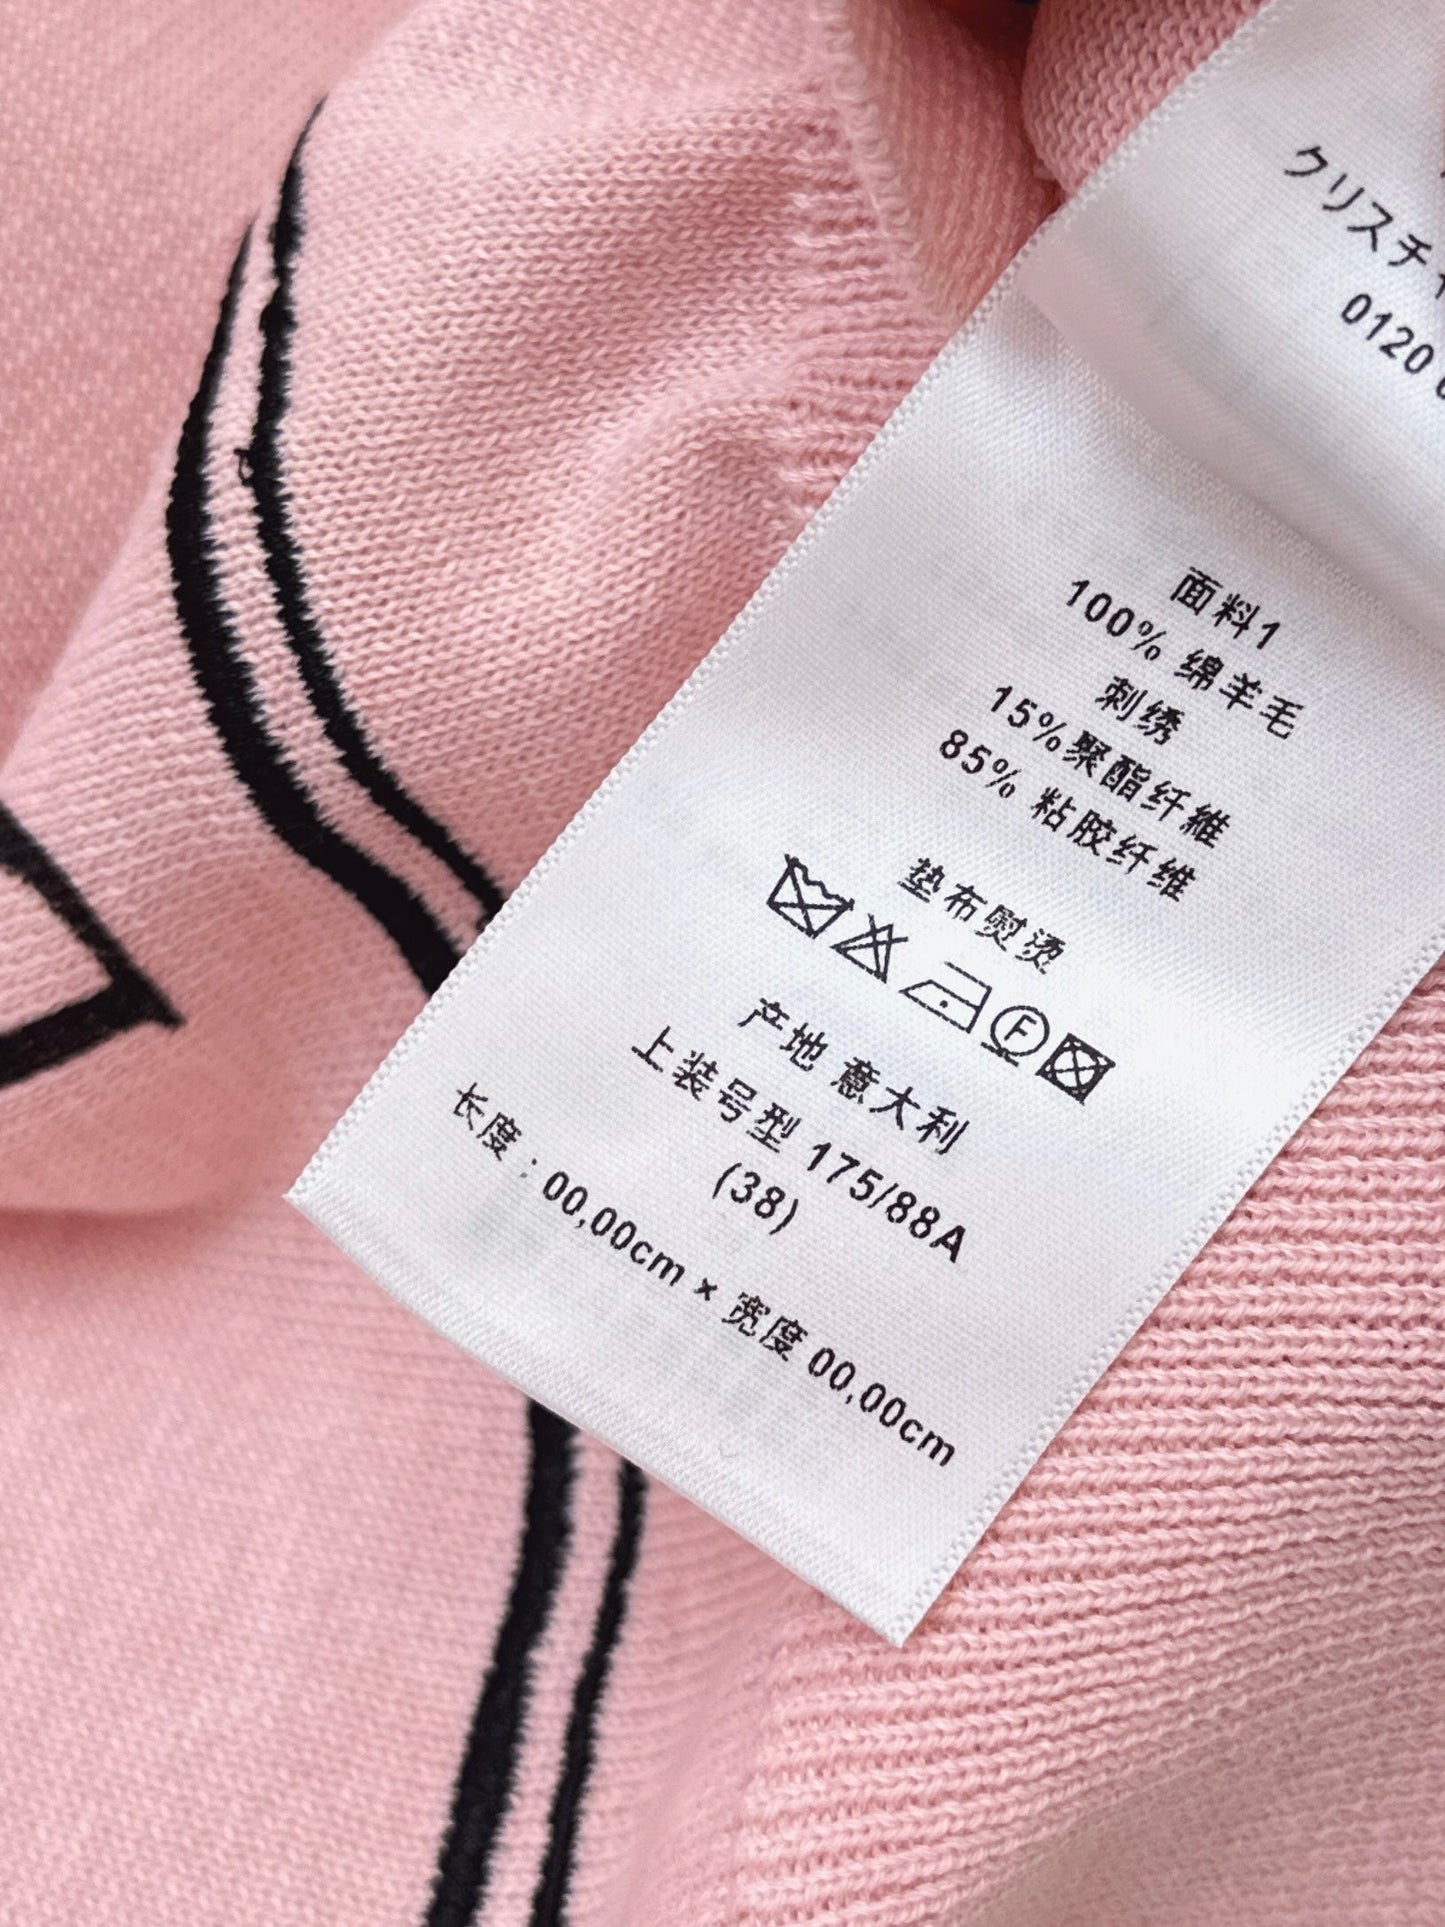 クリスチャ
0120
面料1
100% 绵羊毛
刺绣
15%聚酯纤維
85% 粘胶纤维
垫布熨烫
F
产地 意大利
上装号型 175/88A
(38)
长度：00,00cm × 宽度 00,00cm